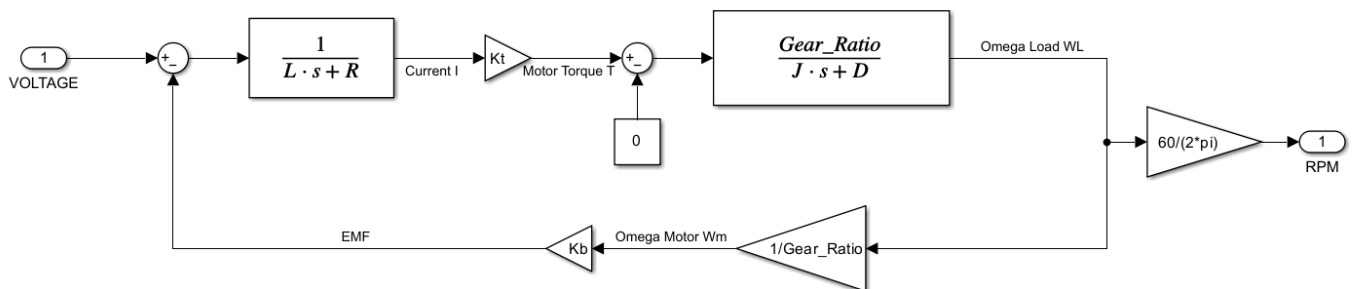 1
VOLTAGE
+
−
1
L · s + R
Current I
Kt
Motor Torque T
+
−
0
Gear_Ratio
J · s + D
Omega Load WL
60/(2*pi)
1
RPM
EMF
Kb
Omega Motor Wm
1/Gear_Ratio